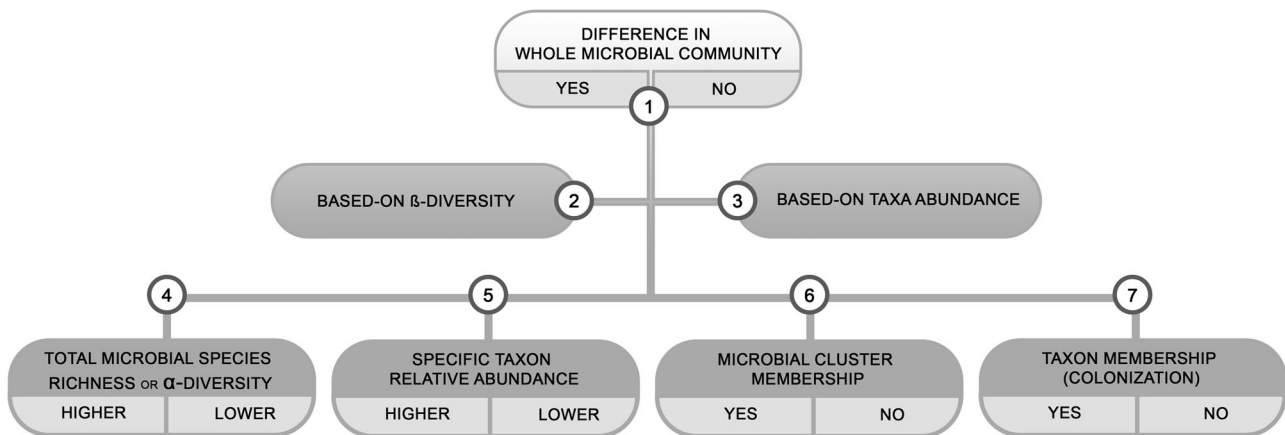 DIFFERENCE IN
WHOLE MICROBIAL COMMUNITY
YES NO
1
BASED-ON ß-DIVERSITY 2
3 BASED-ON TAXA ABUNDANCE
4 5 6 7
TOTAL MICROBIAL SPECIES
RICHNESS OR α-DIVERSITY
HIGHER LOWER
SPECIFIC TAXON
RELATIVE ABUNDANCE
HIGHER LOWER
MICROBIAL CLUSTER
MEMBERSHIP
YES NO
TAXON MEMBERSHIP
(COLONIZATION)
YES NO